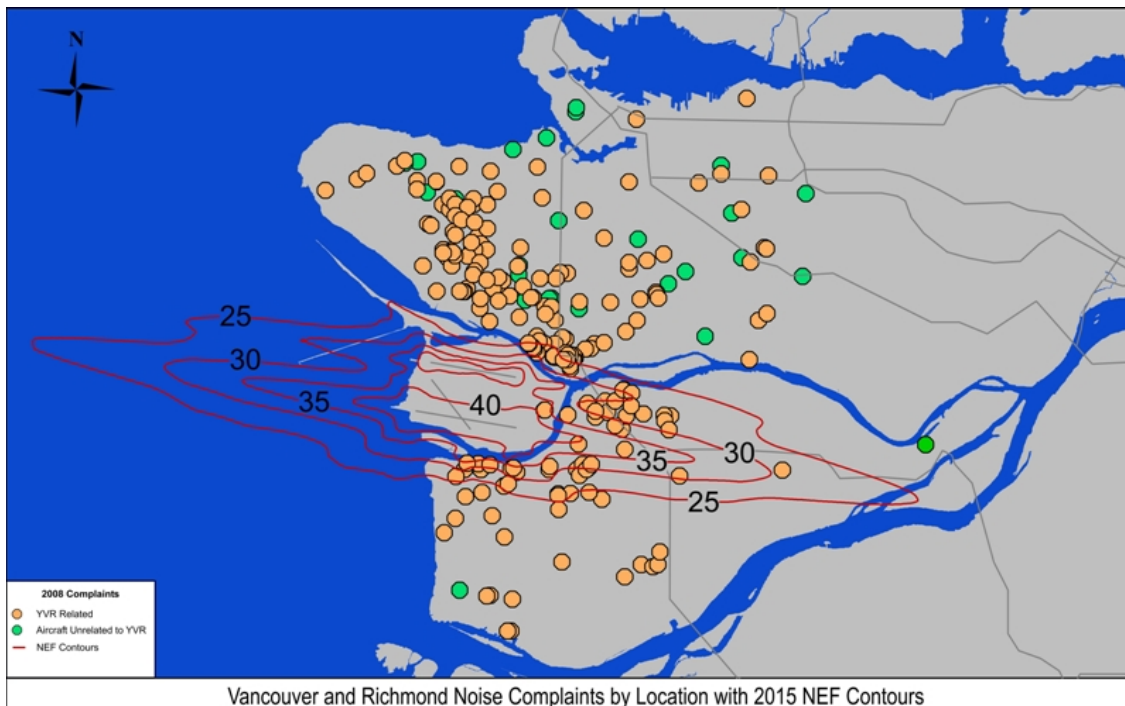 N
25
30
35
40
30
35
25
2008 Complaints
YVR Related
Aircraft Unrelated to YVR
NEF Contours
Vancouver and Richmond Noise Complaints by Location with 2015 NEF Contours